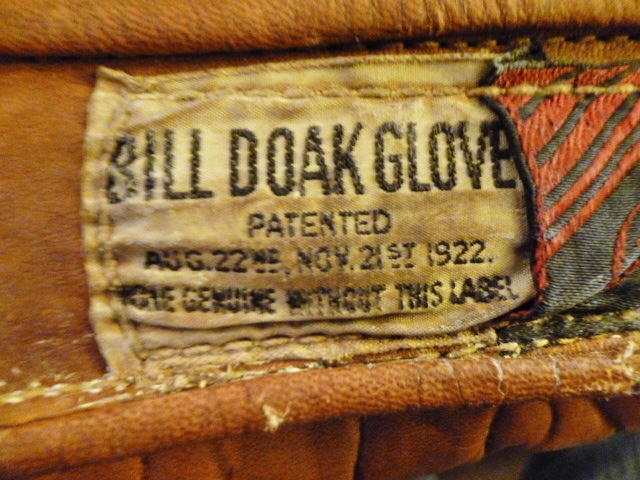 BILL DOAK GLOVE
PATENTED
AUG. 22ND, NOV. 21ST 1922.
NONE GENUINE WITHOUT THIS LABEL